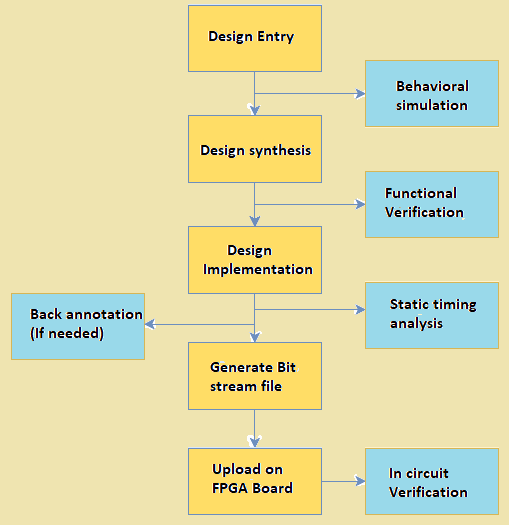 Design Entry
Behavioral
simulation
Design synthesis
Functional
Verification
Design
Implementation
Static timing
analysis
Back annotation
(If needed)
Generate Bit
stream file
Upload on
FPGA Board
In circuit
Verification